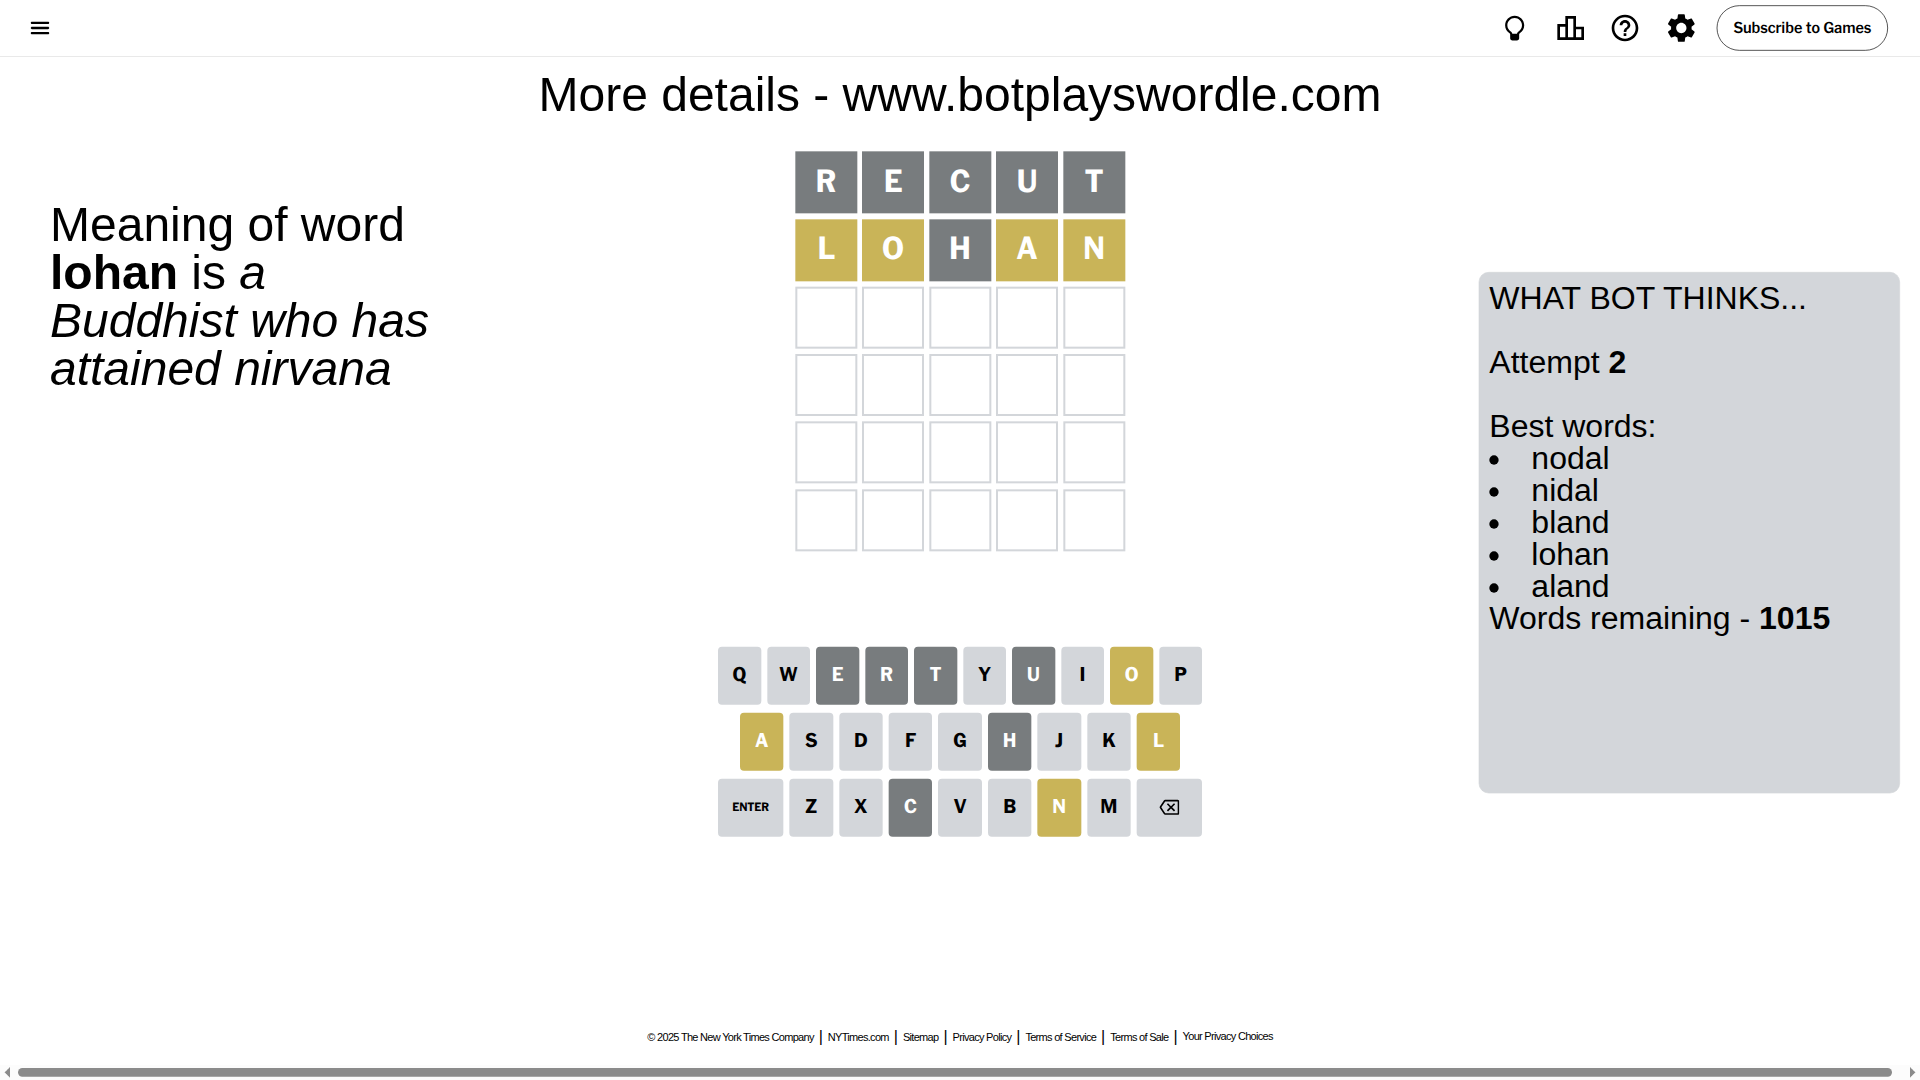 Subscribe to Games
More details - www.botplayswordle.com
Meaning of word
lohan is a
Buddhist who has
attained nirvana
R E C U T
L O H A N
WHAT BOT THINKS...
Attempt 2
Best words:
• nodal
• nidal
• bland
• lohan
• aland
Words remaining - 1015
Q W E R T Y U I O P
A S D F G H J K L
ENTER Z X C V B N M
© 2025 The New York Times Company | NYTimes.com | Sitemap | Privacy Policy | Terms of Service | Terms of Sale | Your Privacy Choices